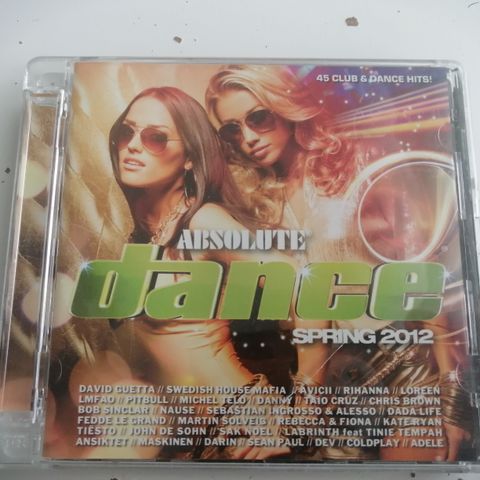 45 CLUB & DANCE HITS!
ABSOLUTE
dance
SPRING 2012
DAVID GUETTA // SWEDISH HOUSE MAFIA // AVICII // RIHANNA // LOREEN
LMFAO // PITBULL // MICHEL TELO // DANNY // TAIO CRUZ // CHRIS BROWN
BOB SINCLAR // NAUSE // SEBASTIAN INGROSSO & ALESSO // DADA LIFE
FEDDE LE GRAND // MARTIN SOLVEIG // REBECCA & FIONA // KATE RYAN
TIËSTO // JOHN DE SOHN // SAK NOEL // LABRINTH feat TINIE TEMPAH
ANSIKTET // MASKINEN // DARIN // SEAN PAUL // DEV // COLDPLAY // ADELE